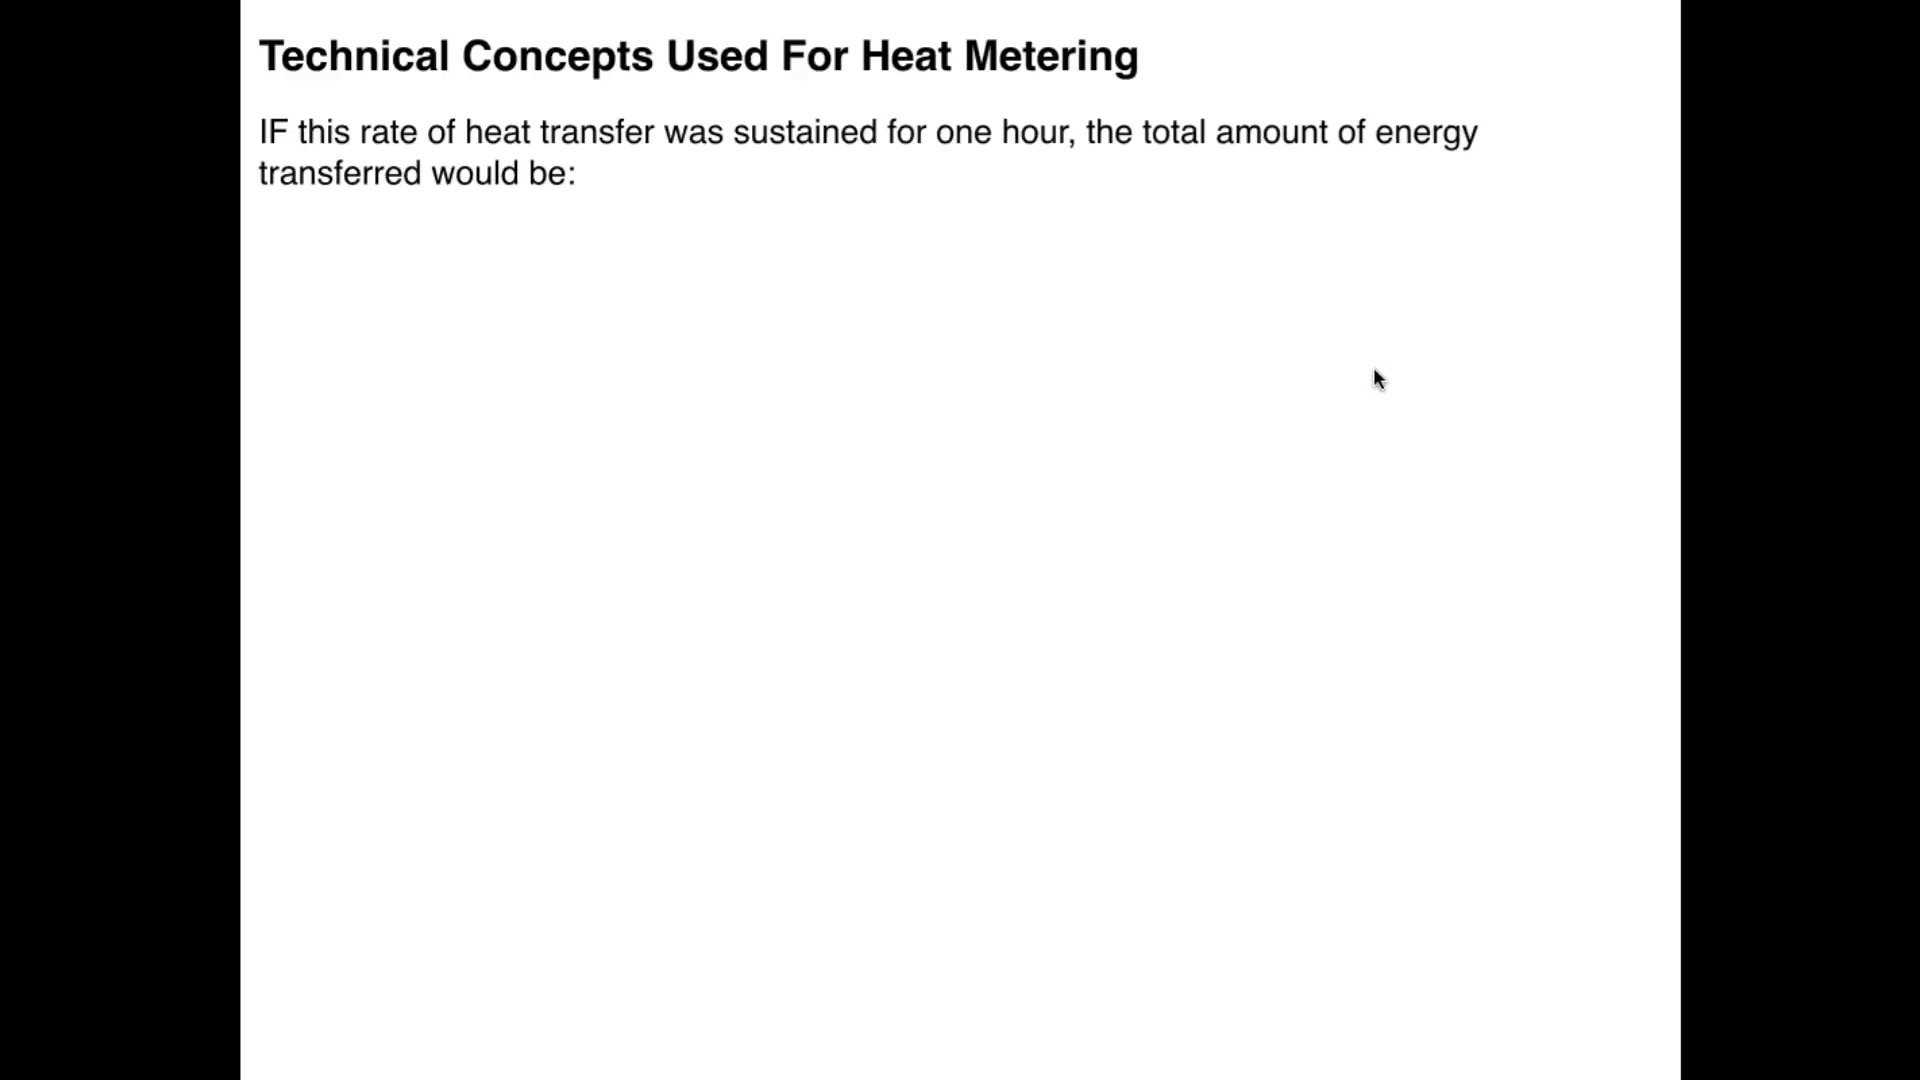 Technical Concepts Used For Heat Metering
IF this rate of heat transfer was sustained for one hour, the total amount of energy
transferred would be: